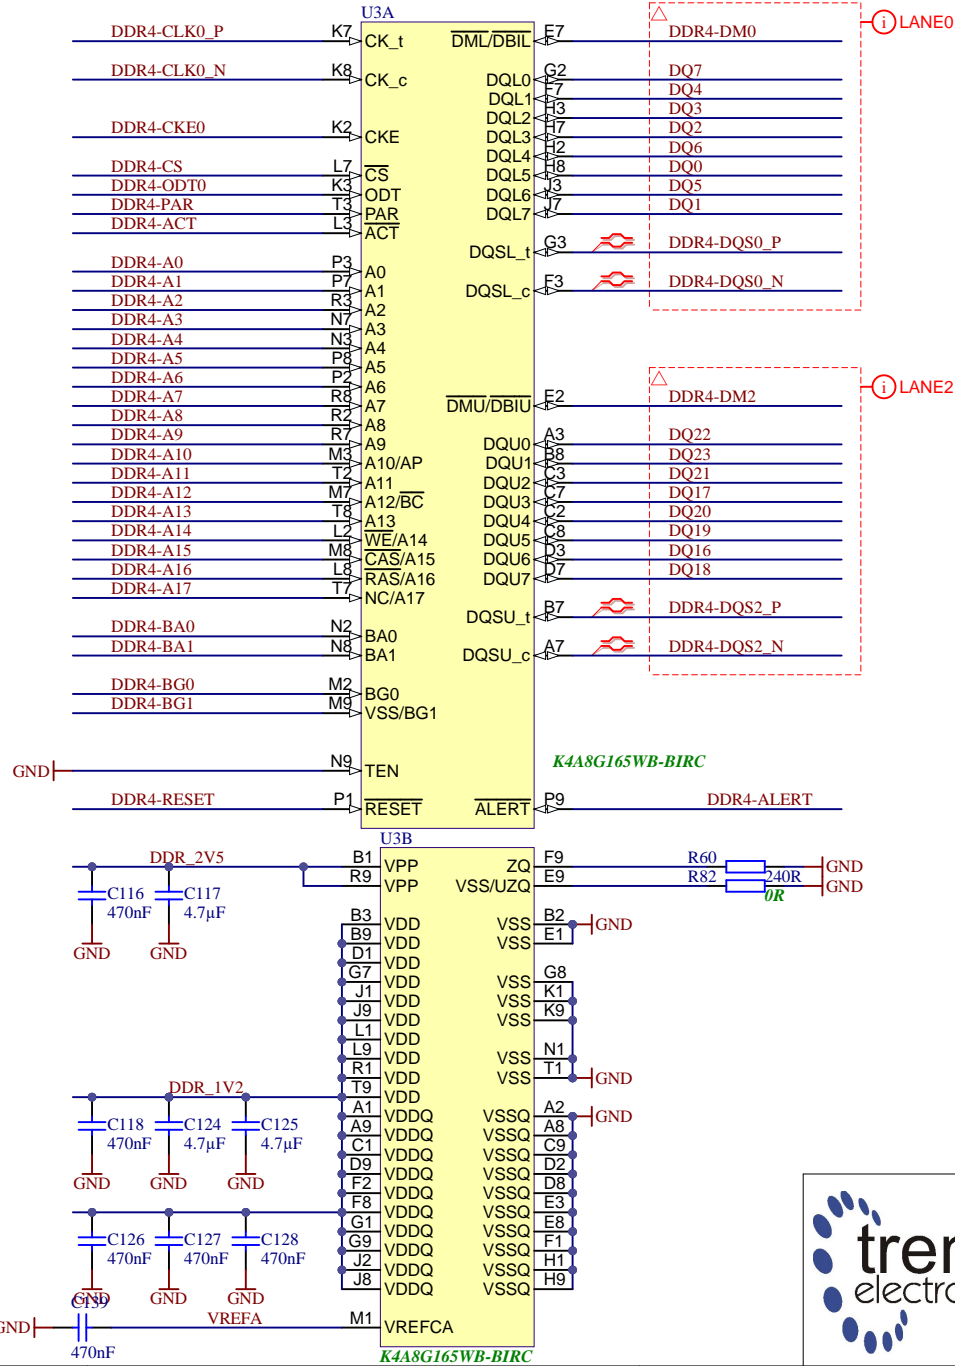 U3A
DDR4-CLK0_P K7 CK_t DML/DBIL E7 DDR4-DM0 LANE0
DDR4-CLK0_N K8 CK_c DQL0 G2 DQ7
DQL1 F7 DQ4
DQL2 H3 DQ3
DDR4-CKE0 K2 CKE DQL3 H7 DQ2
DQL4 H2 DQ6
DDR4-CS L7 CS DQL5 H8 DQ0
DDR4-ODT0 K3 ODT DQL6 J3 DQ5
DDR4-PAR T3 PAR DQL7 J7 DQ1
DDR4-ACT L3 ACT
DQSL_t G3 DDR4-DQS0_P
DDR4-A0 P3 A0
DDR4-A1 P7 A1 DQSL_c F3 DDR4-DQS0_N
DDR4-A2 R3 A2
DDR4-A3 N7 A3
DDR4-A4 N3 A4
DDR4-A5 P8 A5
DDR4-A6 P2 A6 LANE2
DDR4-A7 R8 A7 DMU/DBIU E2 DDR4-DM2
DDR4-A8 R2 A8
DDR4-A9 R7 A9 DQU0 A3 DQ22
DDR4-A10 M3 A10/AP DQU1 B8 DQ23
DDR4-A11 T2 A11 DQU2 C3 DQ21
DDR4-A12 M7 A12/BC DQU3 C7 DQ17
DDR4-A13 T8 A13 DQU4 C2 DQ20
DDR4-A14 L2 WE/A14 DQU5 C8 DQ19
DDR4-A15 M8 CAS/A15 DQU6 D3 DQ16
DDR4-A16 L8 RAS/A16 DQU7 D7 DQ18
DDR4-A17 T7 NC/A17
DQSU_t B7 DDR4-DQS2_P
DDR4-BA0 N2 BA0
DDR4-BA1 N8 BA1 DQSU_c A7 DDR4-DQS2_N
DDR4-BG0 M2 BG0
DDR4-BG1 M9 VSS/BG1
GND N9 TEN K4A8G165WB-BIRC
DDR4-RESET P1 RESET ALERT P9 DDR4-ALERT
U3B
DDR_2V5 B1 VPP ZQ F9 R60 GND
R9 VPP VSS/UZQ E9 R82 240R GND
0R
C116 470nF C117 4.7µF
GND GND
B3 VDD VSS B2 GND
B9 VDD VSS E1
D1 VDD
G7 VDD VSS G8
J1 VDD VSS K1
J9 VDD VSS K9
L1 VDD
L9 VDD VSS N1
R1 VDD VSS T1 GND
DDR_1V2 T9 VDD
A1 VDDQ VSSQ A2 GND
C118 470nF C124 4.7µF C125 4.7µF
A9 VDDQ VSSQ A8
C1 VDDQ VSSQ C9
D9 VDDQ VSSQ D2
GND GND GND
F2 VDDQ VSSQ D8
F8 VDDQ VSSQ E3
G1 VDDQ VSSQ E8
C126 470nF C127 470nF C128 470nF
G9 VDDQ VSSQ F1
J2 VDDQ VSSQ H1
J8 VDDQ VSSQ H9
GND GND GND
C139
GND 470nF VREFA M1 VREFCA
K4A8G165WB-BIRC
tren
electro